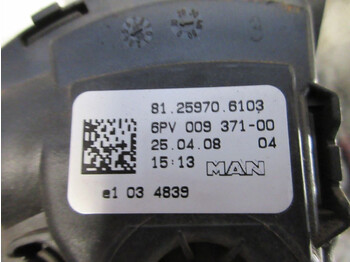 81.25970.6103
6PV 009 371-00
25.04.08 04
15:13 MAN
e1 03 4839